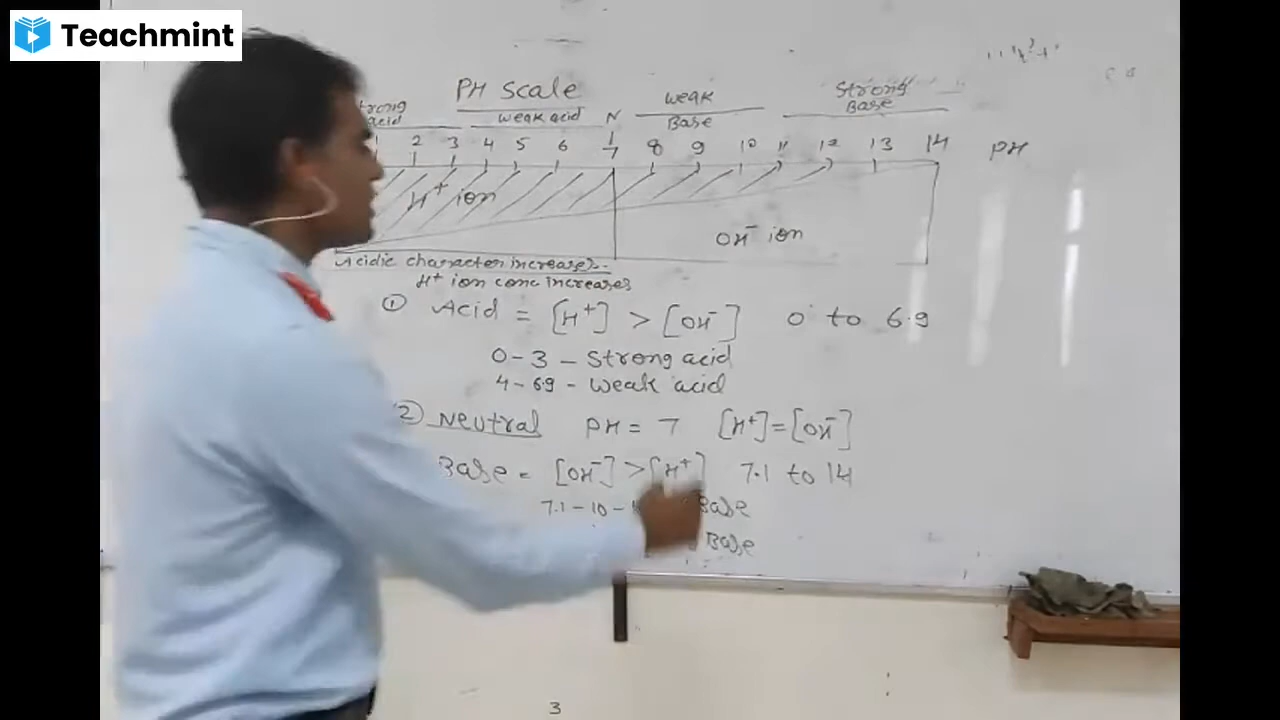 Teachmint
PH Scale
weak acid
N
weak
Base
Strong
Base
2 3 4 5 6 7 8 9 10 11 12 13 14 PH
H+ ion
OH- ion
Acidic character increases.
H+ ion conc increases
① Acid = [H+] > [OH-] 0 to 6.9
0-3 - Strong acid
4-6.9 - weak acid
② Neutral PH = 7 [H+]=[OH-]
Base = [OH-] > [H+] 7.1 to 14
7.1-10 - Base
Base
3